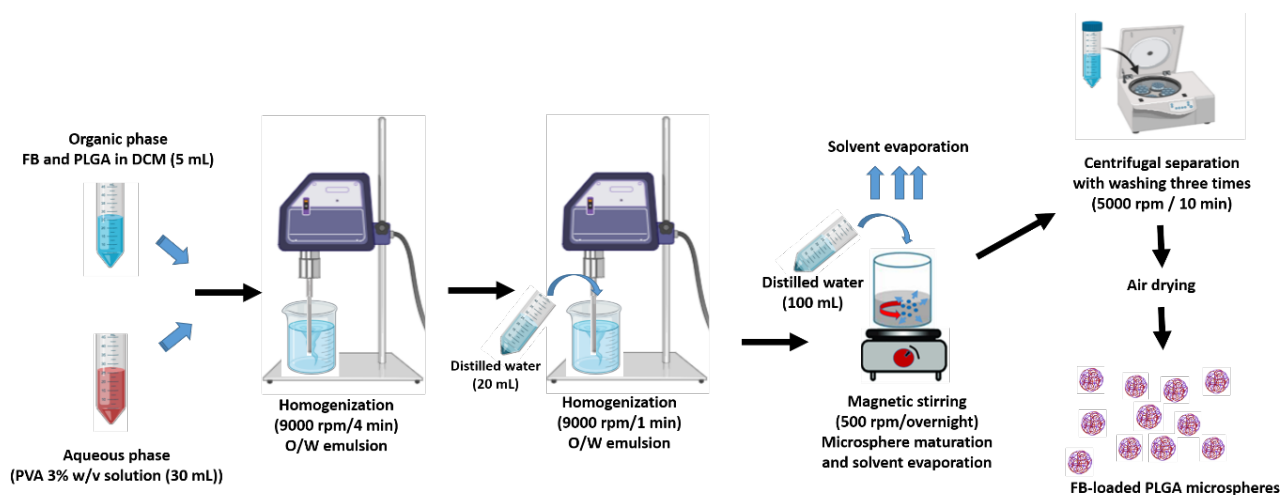 Organic phase
FB and PLGA in DCM (5 mL)
Aqueous phase
(PVA 3% w/v solution (30 mL))
Homogenization
(9000 rpm/4 min)
O/W emulsion
Distilled water
(20 mL)
Homogenization
(9000 rpm/1 min)
O/W emulsion
Solvent evaporation
Distilled water
(100 mL)
Magnetic stirring
(500 rpm/overnight)
Microsphere maturation
and solvent evaporation
Centrifugal separation
with washing three times
(5000 rpm / 10 min)
Air drying
FB-loaded PLGA microspheres